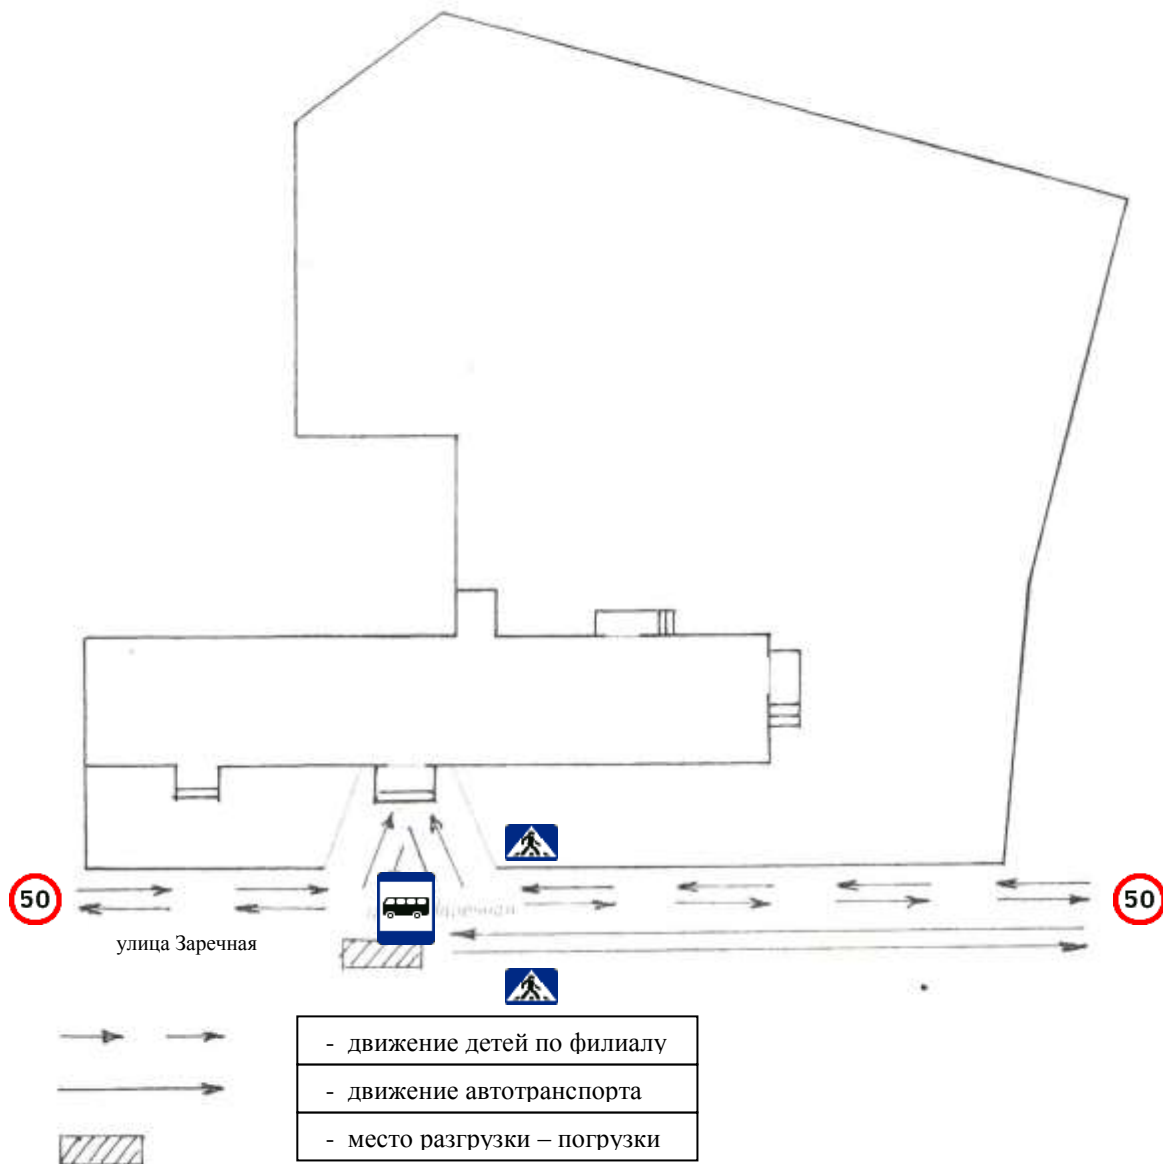 50
50
улица Заречная
- движение детей по филиалу
- движение автотранспорта
- место разгрузки – погрузки